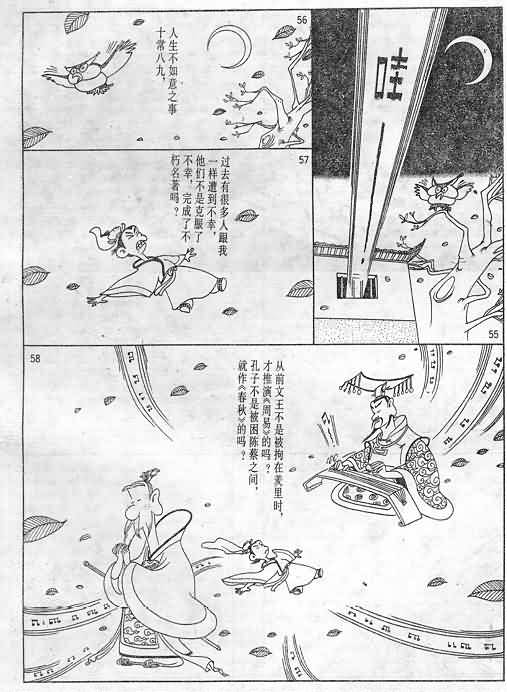 哇
55
56
人生不如意之事
十常八九，
57
过去有很多人跟我
一样遭到不幸，
他们不是克服了
不幸，完成了不
朽名著吗？
58
从前文王不是被拘在羑里时，
才推演《周易》的吗？
孔子不是被困陈蔡之间，
就作《春秋》的吗？